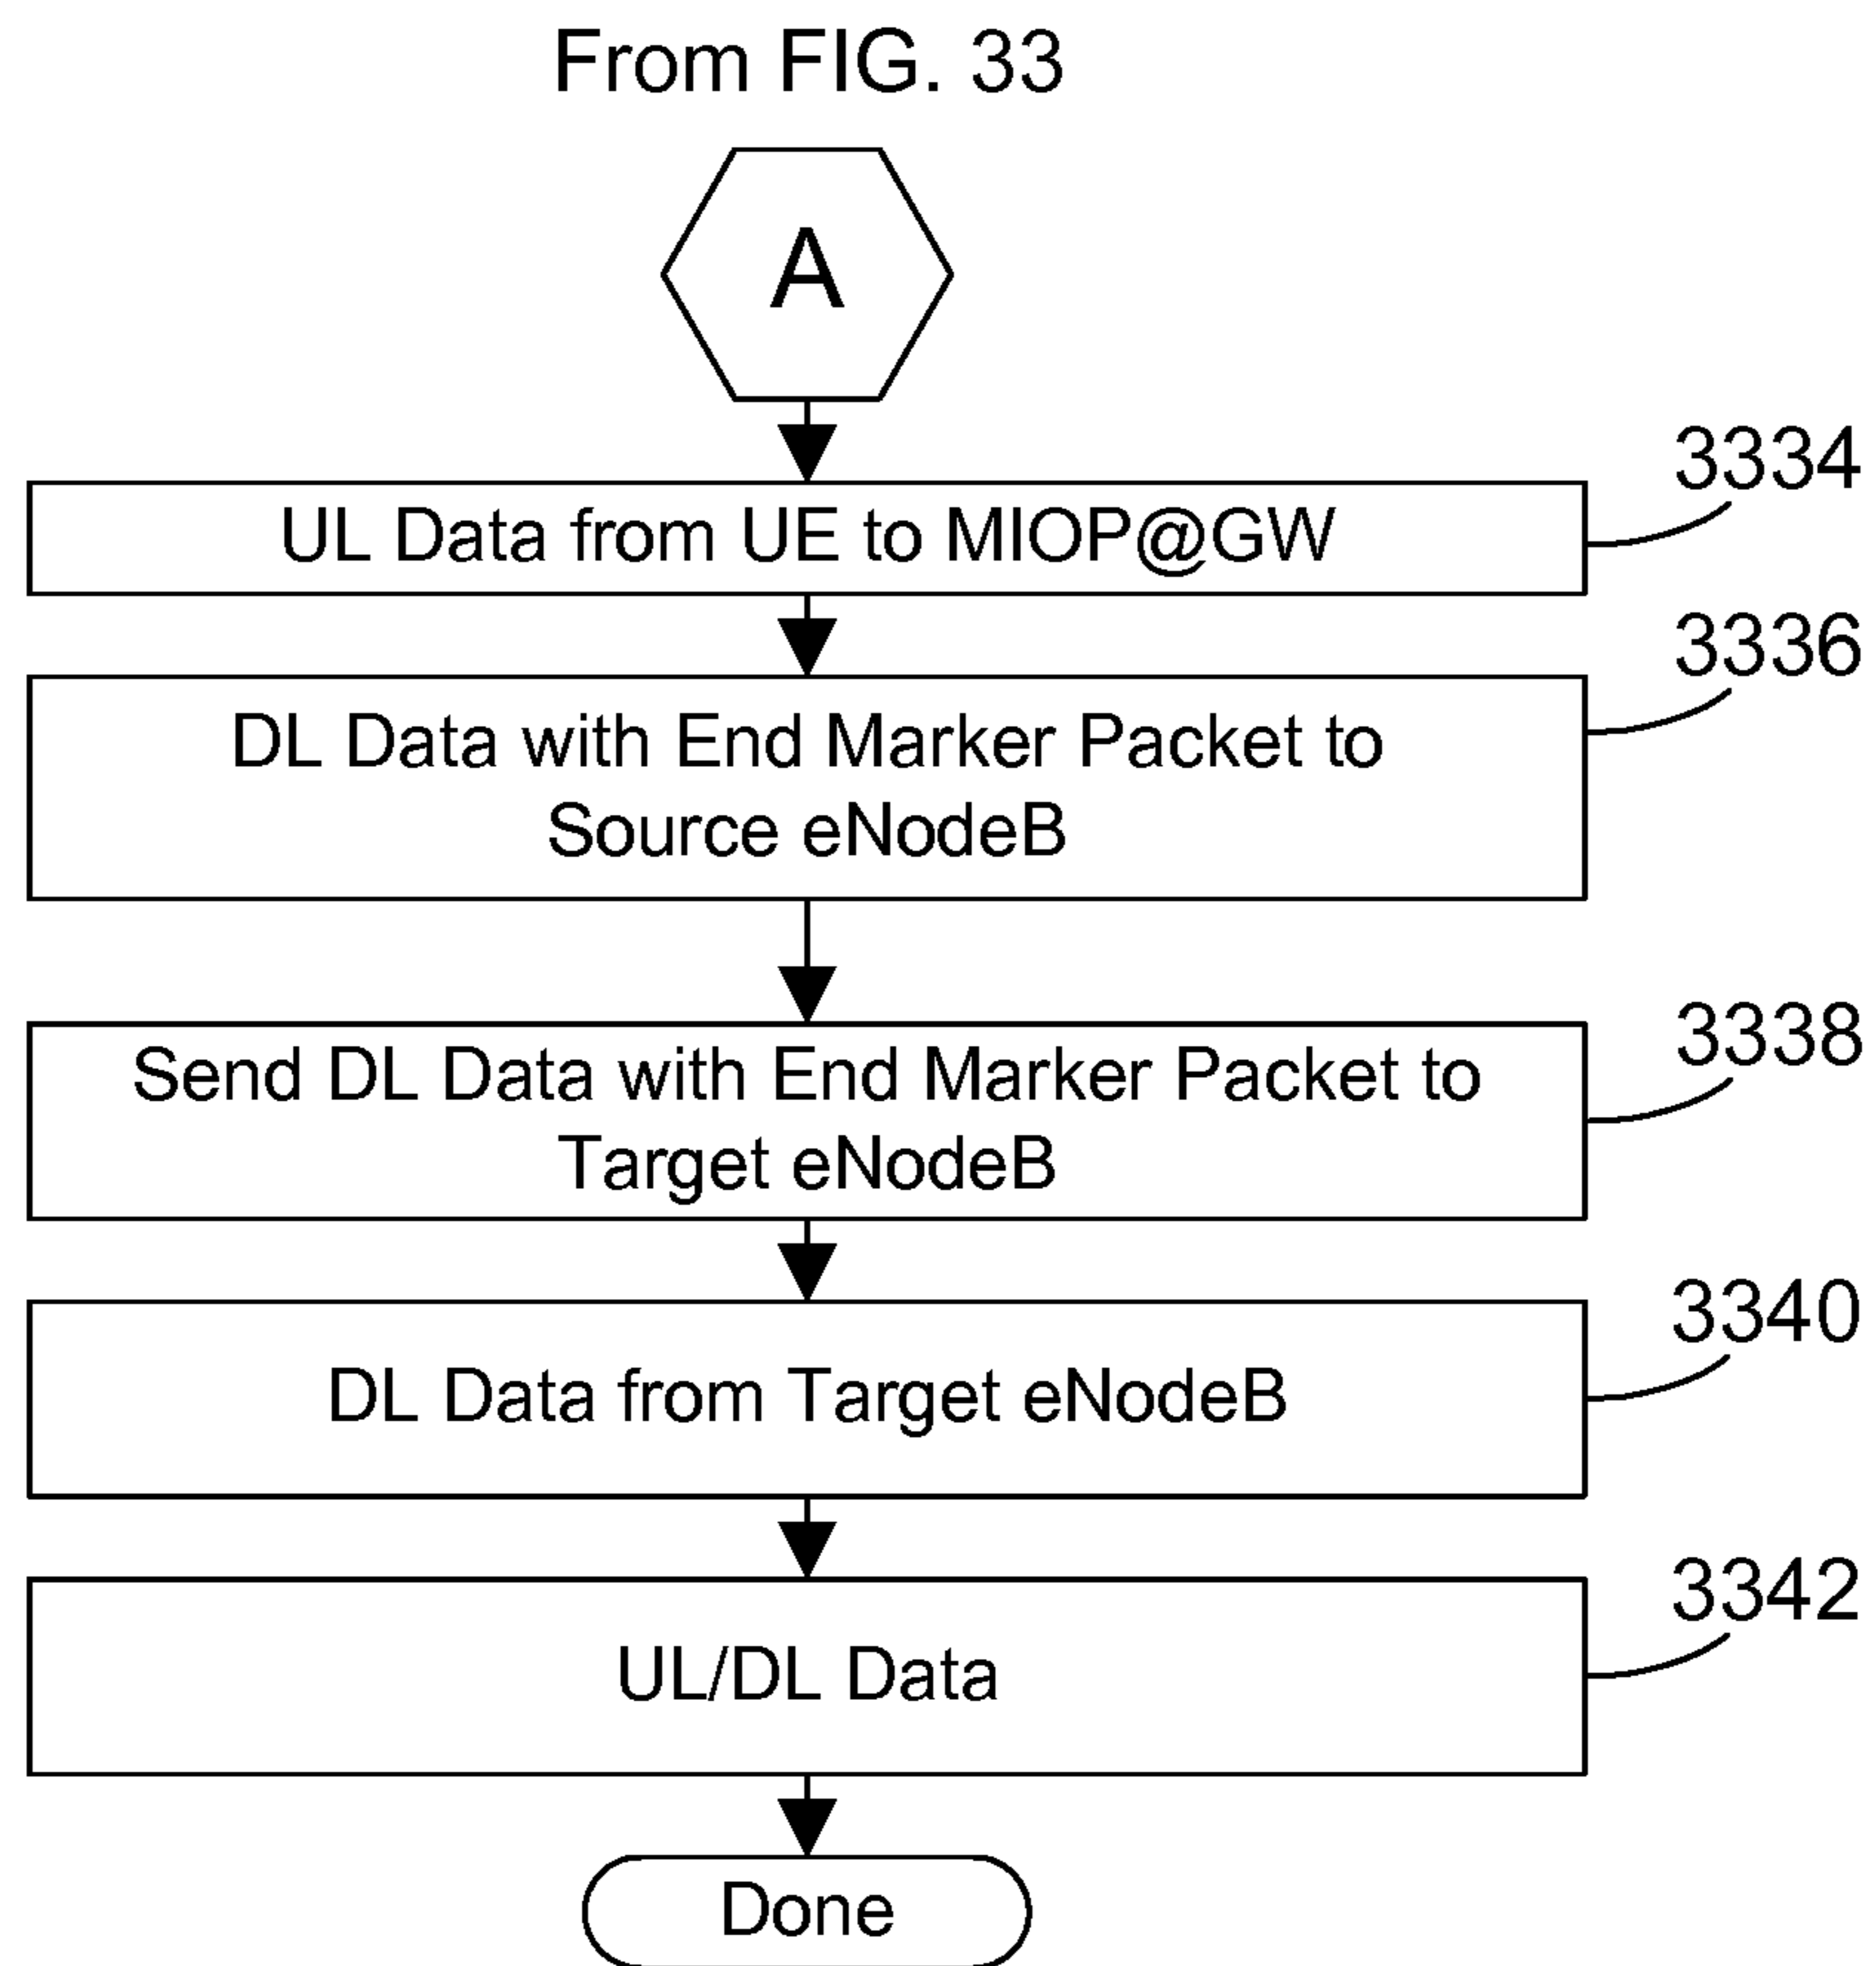 From FIG. 33
A
3334
UL Data from UE to MIOP@GW
3336
DL Data with End Marker Packet to
Source eNodeB
3338
Send DL Data with End Marker Packet to
Target eNodeB
3340
DL Data from Target eNodeB
3342
UL/DL Data
Done